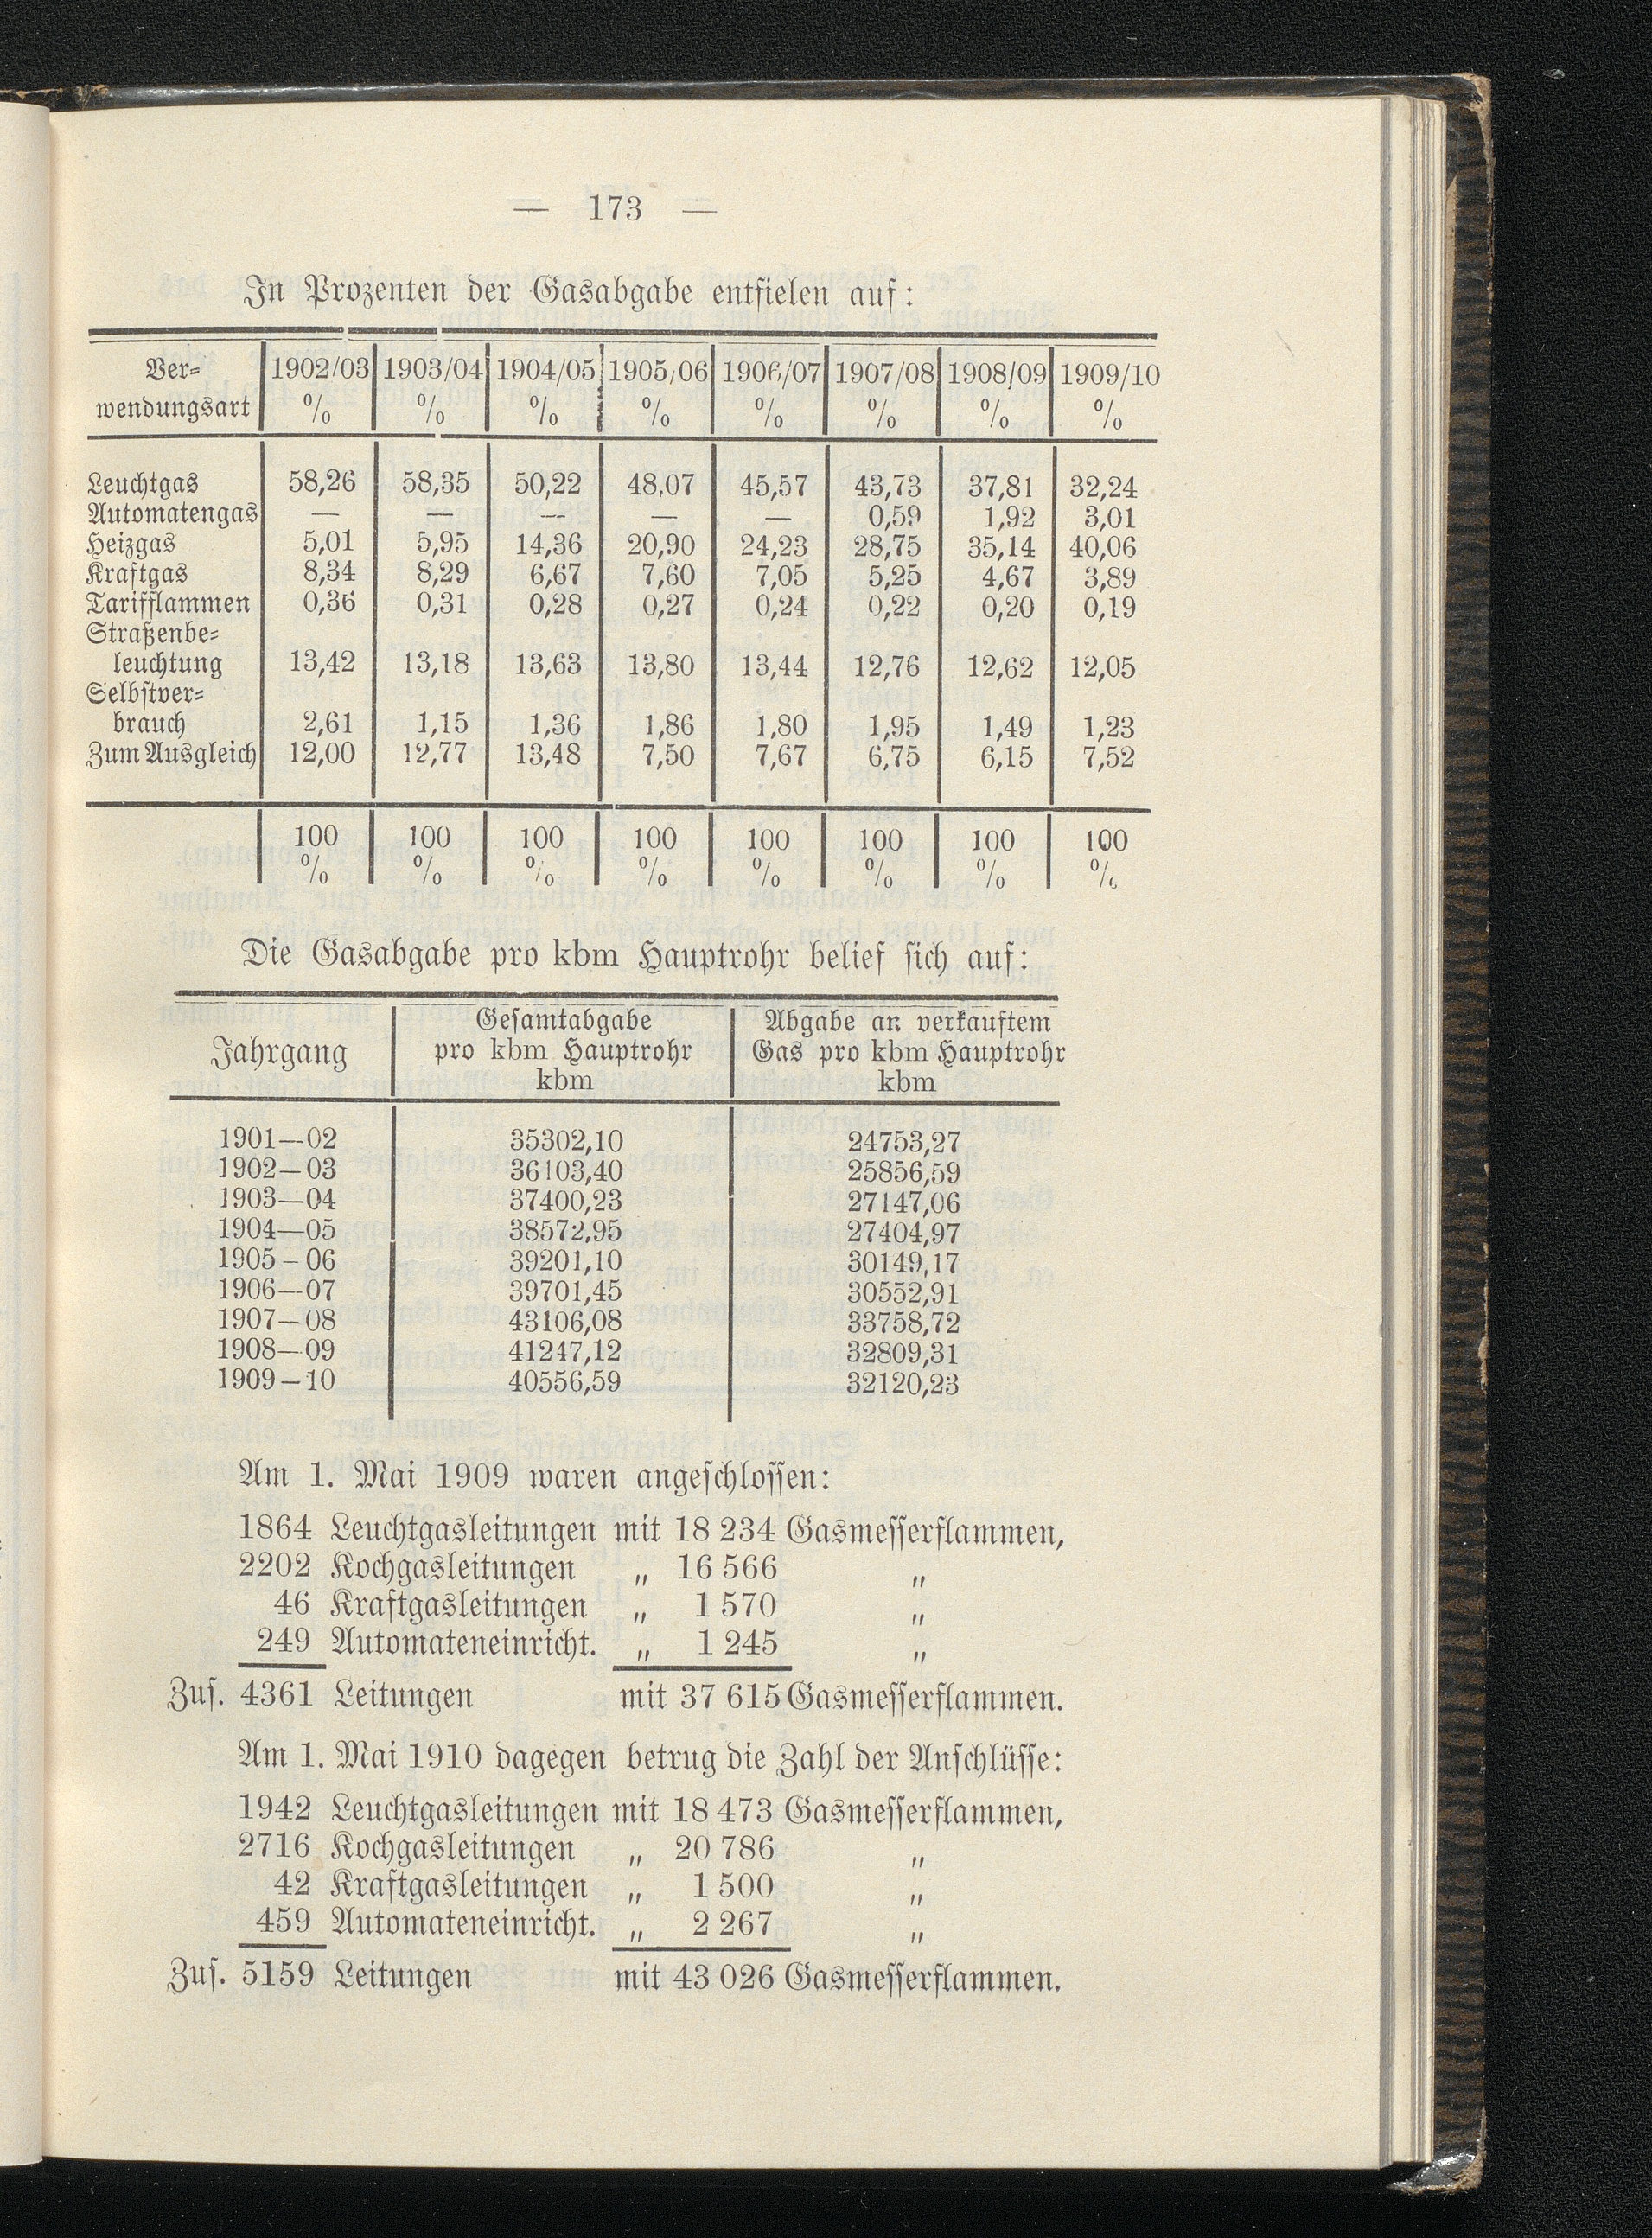 — 173 —
In Prozenten der Gasabgabe entfielen auf:
Ver- 1902/03 1903/04 1904/05 1905/06 1906/07 1907/08 1908/09 1909/10
wendungsart % % % % % % % %
Leuchtgas 58,26 58,35 50,22 48,07 45,57 43,73 37,81 32,24
Automatengas — — — — — 0,59 1,92 3,01
Heizgas 5,01 5,95 14,36 20,90 24,23 28,75 35,14 40,06
Kraftgas 8,34 8,29 6,67 7,60 7,05 5,25 4,67 3,89
Tarifflammen 0,36 0,31 0,28 0,27 0,24 0,22 0,20 0,19
Straßenbe-
leuchtung 13,42 13,18 13,63 13,80 13,44 12,76 12,62 12,05
Selbstver-
brauch 2,61 1,15 1,36 1,86 1,80 1,95 1,49 1,23
Zum Ausgleich 12,00 12,77 13,48 7,50 7,67 6,75 6,15 7,52
100 100 100 100 100 100 100 100
% % % % % % % %
Die Gasabgabe pro kbm Hauptrohr belief sich auf:
Gesamtabgabe Abgabe an verkauftem
Jahrgang pro kbm Hauptrohr Gas pro kbm Hauptrohr
kbm kbm
1901—02 35302,10 24753,27
1902—03 36103,40 25856,59
1903—04 37400,23 27147,06
1904—05 38572,95 27404,97
1905–06 39201,10 30149,17
1906—07 39701,45 30552,91
1907—08 43106,08 33758,72
1908—09 41247,12 32809,31
1909–10 40556,59 32120,23
Am 1. Mai 1909 waren angeschlossen:
1864 Leuchtgasleitungen mit 18 234 Gasmesserflammen,
2202 Kochgasleitungen „ 16 566 „
46 Kraftgasleitungen „ 1 570 „
249 Automateneinricht. „ 1 245 „
Zus. 4361 Leitungen mit 37 615 Gasmesserflammen.
Am 1. Mai 1910 dagegen betrug die Zahl der Anschlüsse:
1942 Leuchtgasleitungen mit 18 473 Gasmesserflammen,
2716 Kochgasleitungen „ 20 786 „
42 Kraftgasleitungen „ 1 500 „
459 Automateneinricht. „ 2 267 „
Zus. 5159 Leitungen mit 43 026 Gasmesserflammen.